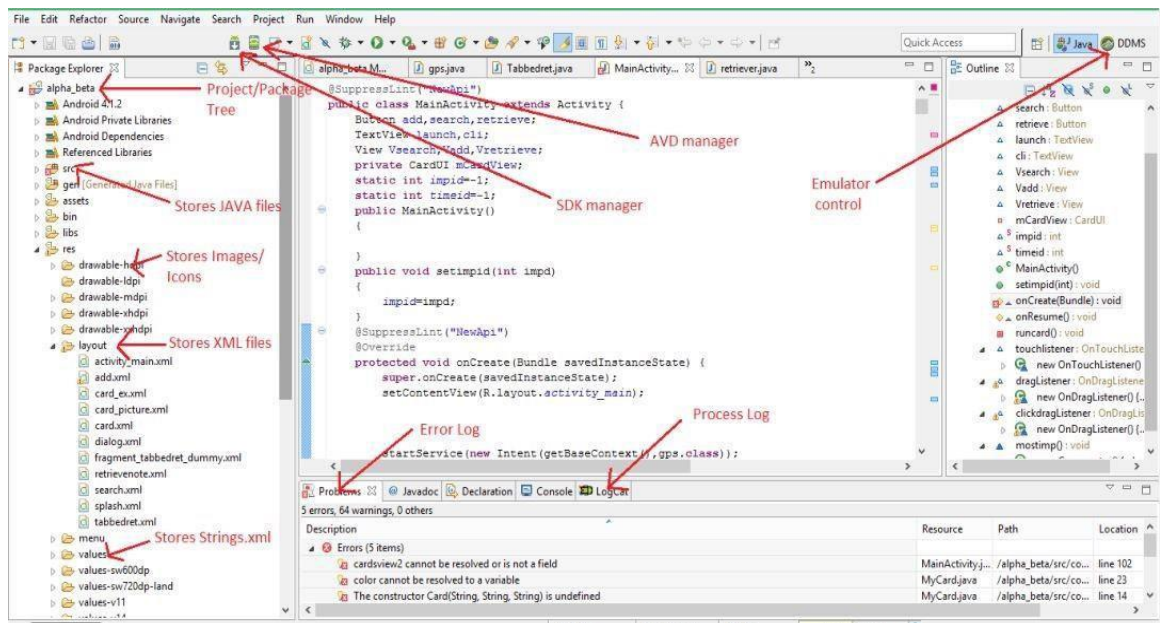 File Edit Refactor Source Navigate Search Project Run Window Help
Quick Access
Java
DDMS
Package Explorer
alpha_beta
Android 4.1.2
Android Private Libraries
Android Dependencies
Referenced Libraries
src
gen [Generated Java Files]
assets
bin
libs
res
drawable-hdpi
drawable-ldpi
drawable-mdpi
drawable-xhdpi
drawable-xxhdpi
layout
activity_main.xml
add.xml
card_ex.xml
card_picture.xml
card.xml
dialog.xml
fragment_tabbedret_dummy.xml
retrievenote.xml
search.xml
splash.xml
tabbedret.xml
menu
values
values-sw600dp
values-sw720dp-land
values-v11
Project/Package
Tree
Stores JAVA files
Stores Images/
Icons
Stores XML files
Stores Strings.xml
alpha_beta M...
gps.java
Tabbedret.java
MainActivity...
retriever.java
»2
@SuppressLint("NewApi")
public class MainActivity extends Activity {
Button add,search,retrieve;
TextView launch,cli;
View Vsearch,Vadd,Vretrieve;
private CardUI mCardView;
static int impid=-1;
static int timeid=-1;
public MainActivity()
{
}
public void setimpid(int impd)
{
impid=impd;
}
@SuppressLint("NewApi")
@Override
protected void onCreate(Bundle savedInstanceState) {
super.onCreate(savedInstanceState);
setContentView(R.layout.activity_main);
startService(new Intent(getBaseContext(),gps.class));
AVD manager
SDK manager
Emulator
control
Error Log
Process Log
Outline
search : Button
retrieve : Button
launch : TextView
cli : TextView
Vsearch : View
Vadd : View
Vretrieve : View
mCardView : CardUI
impid : int
timeid : int
MainActivity()
setimpid(int) : void
onCreate(Bundle) : void
onResume() : void
runcard() : void
touchlistener : OnTouchListe
new OnTouchListener()
dragListener : OnDragListene
new OnDragListener() {..
clickdragListener : OnDragLis
new OnDragListener() {..
mostimp() : void
Problems
@ Javadoc
Declaration
Console
LogCat
5 errors, 64 warnings, 0 others
Description Resource Path Location
Errors (5 items)
cardsview2 cannot be resolved or is not a field MainActivity.j... /alpha_beta/src/co... line 102
color cannot be resolved to a variable MyCard.java /alpha_beta/src/co... line 23
The constructor Card(String, String, String) is undefined MyCard.java /alpha_beta/src/co... line 14